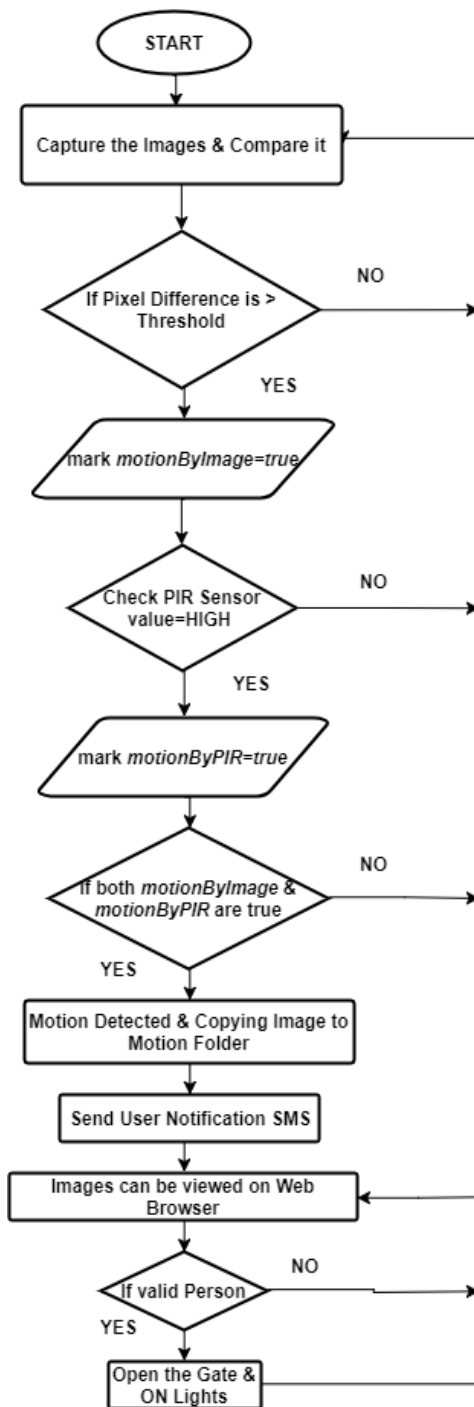 START
Capture the Images & Compare it
NO
If Pixel Difference is >
Threshold
YES
mark motionByImage=true
NO
Check PIR Sensor
value=HIGH
YES
mark motionByPIR=true
NO
If both motionByImage &
motionByPIR are true
YES
Motion Detected & Copying Image to
Motion Folder
Send User Notification SMS
Images can be viewed on Web
Browser
NO
If valid Person
YES
Open the Gate &
ON Lights